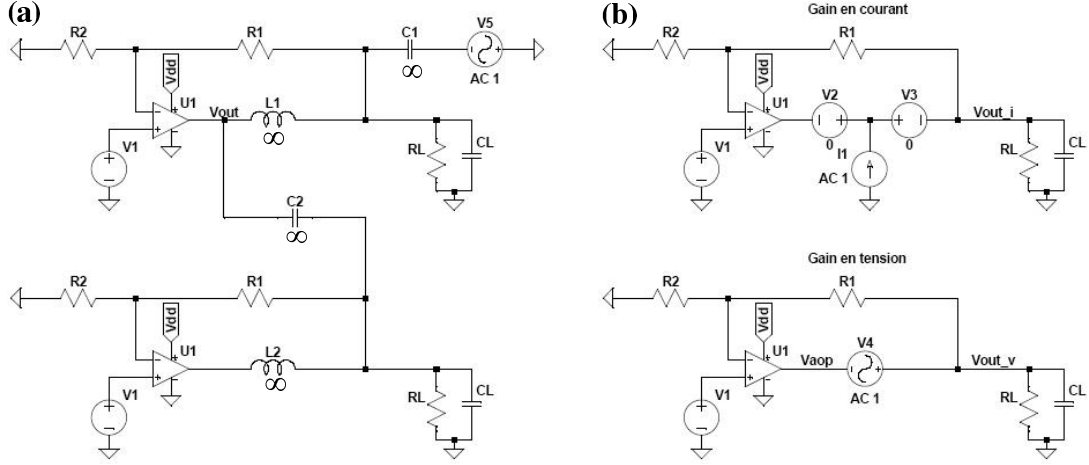 (a)
R2
R1
C1
∞
V5
AC 1
Vdd
U1
Vout
L1
∞
V1
RL
CL
C2
∞
R2
R1
Vdd
U1
L2
∞
V1
RL
CL
(b)
Gain en courant
R2
R1
Vdd
U1
V2
0
V3
0
Vout_i
I1
AC 1
V1
RL
CL
Gain en tension
R2
R1
Vdd
U1
Vaop
V4
AC 1
Vout_v
V1
RL
CL